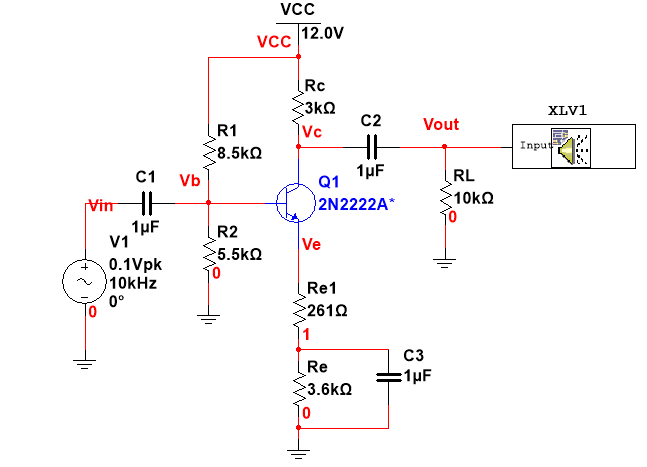 VCC
12.0V
VCC
Rc
3kΩ
Vc
R1
8.5kΩ
C2
1µF
Vout
XLV1
Input
RL
10kΩ
0
C1
1µF
Vin
Vb
Q1
2N2222A*
V1
0.1Vpk
10kHz
0°
0
R2
5.5kΩ
0
Ve
Re1
261Ω
1
Re
3.6kΩ
0
C3
1µF